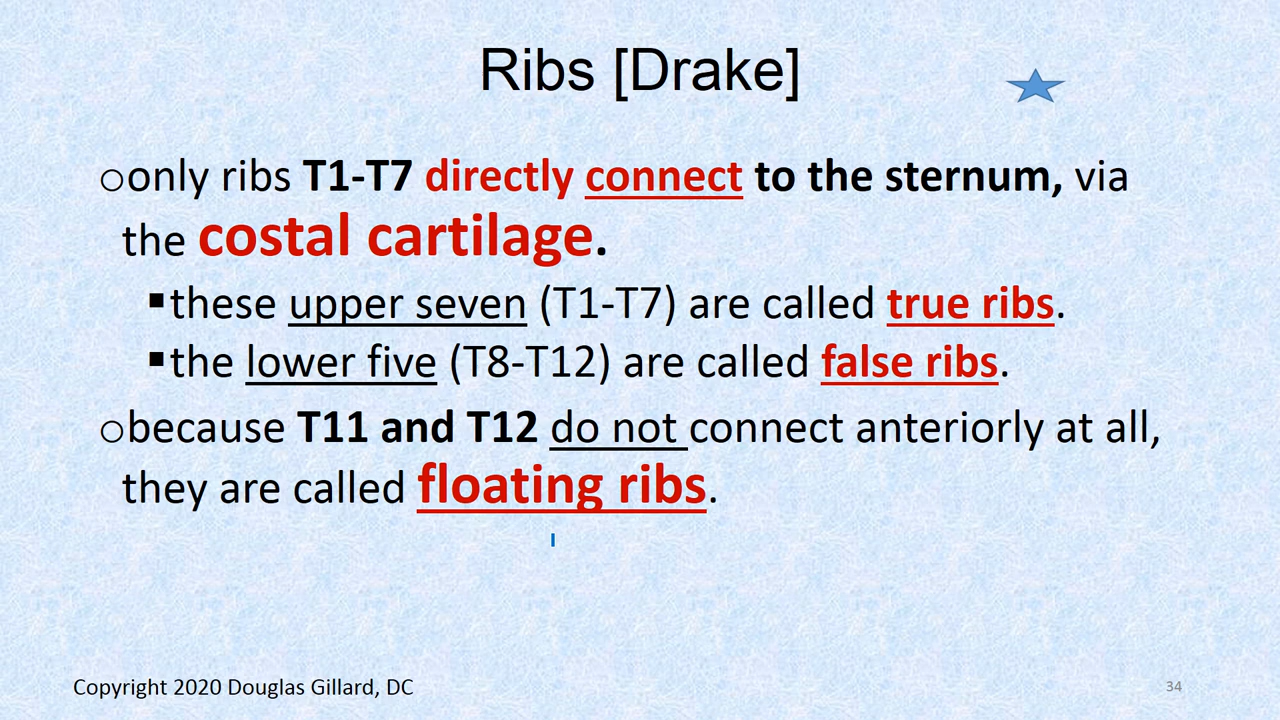 Ribs [Drake]
only ribs T1-T7 directly connect to the sternum, via
the costal cartilage.
these upper seven (T1-T7) are called true ribs.
the lower five (T8-T12) are called false ribs.
because T11 and T12 do not connect anteriorly at all,
they are called floating ribs.
Copyright 2020 Douglas Gillard, DC
34